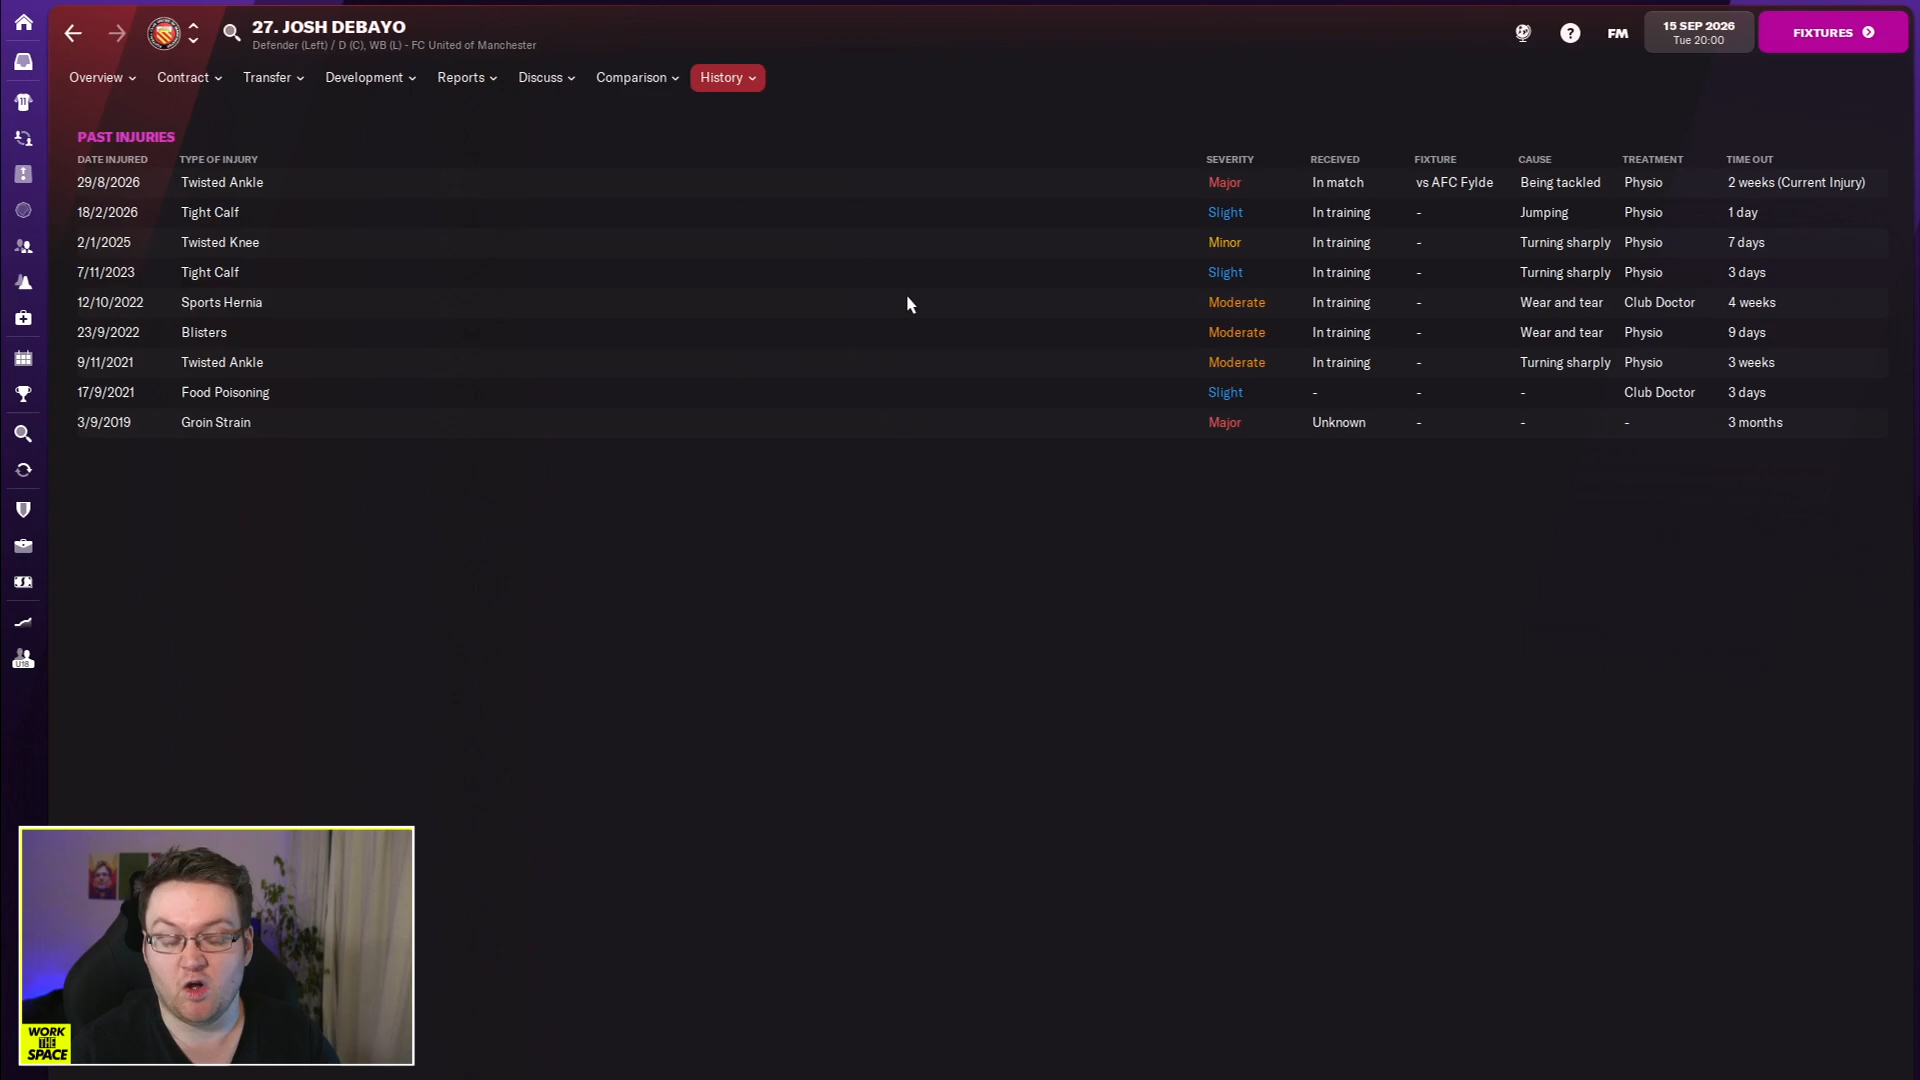 27. JOSH DEBAYO
Defender (Left) / D (C), WB (L) - FC United of Manchester
FM
15 SEP 2026
Tue 20:00
FIXTURES
Overview Contract Transfer Development Reports Discuss Comparison History
PAST INJURIES
DATE INJURED TYPE OF INJURY SEVERITY RECEIVED FIXTURE CAUSE TREATMENT TIME OUT
29/8/2026 Twisted Ankle Major In match vs AFC Fylde Being tackled Physio 2 weeks (Current Injury)
18/2/2026 Tight Calf Slight In training - Jumping Physio 1 day
2/1/2025 Twisted Knee Minor In training - Turning sharply Physio 7 days
7/11/2023 Tight Calf Slight In training - Turning sharply Physio 3 days
12/10/2022 Sports Hernia Moderate In training - Wear and tear Club Doctor 4 weeks
23/9/2022 Blisters Moderate In training - Wear and tear Physio 9 days
9/11/2021 Twisted Ankle Moderate In training - Turning sharply Physio 3 weeks
17/9/2021 Food Poisoning Slight - - - Club Doctor 3 days
3/9/2019 Groin Strain Major Unknown - - - 3 months
U18
WORK
THE
SPACE